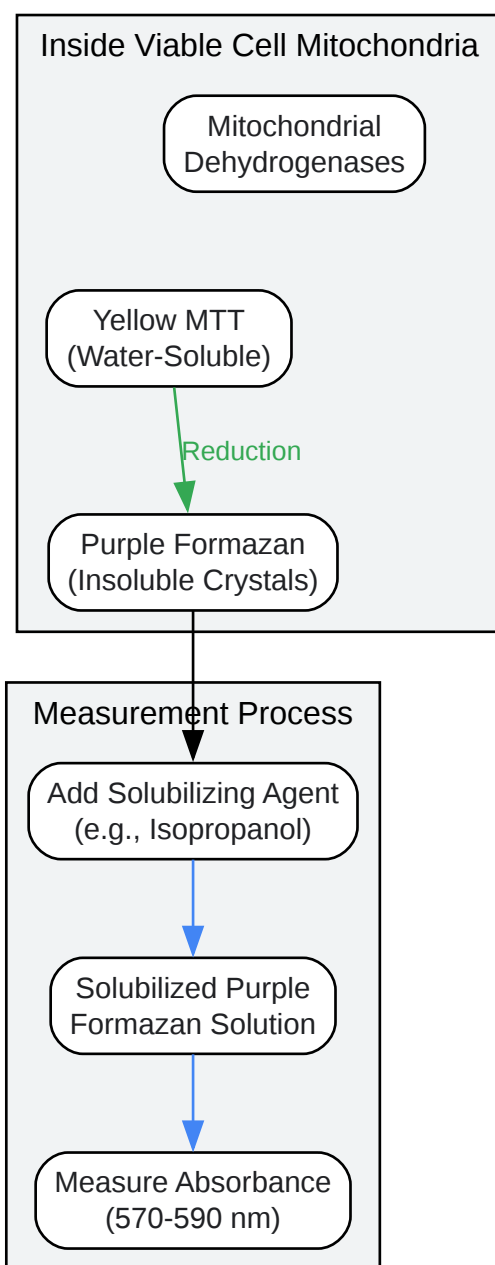 Inside Viable Cell Mitochondria
Mitochondrial
Dehydrogenases
Yellow MTT
(Water-Soluble)
Reduction
Purple Formazan
(Insoluble Crystals)
Measurement Process
Add Solubilizing Agent
(e.g., Isopropanol)
Solubilized Purple
Formazan Solution
Measure Absorbance
(570-590 nm)